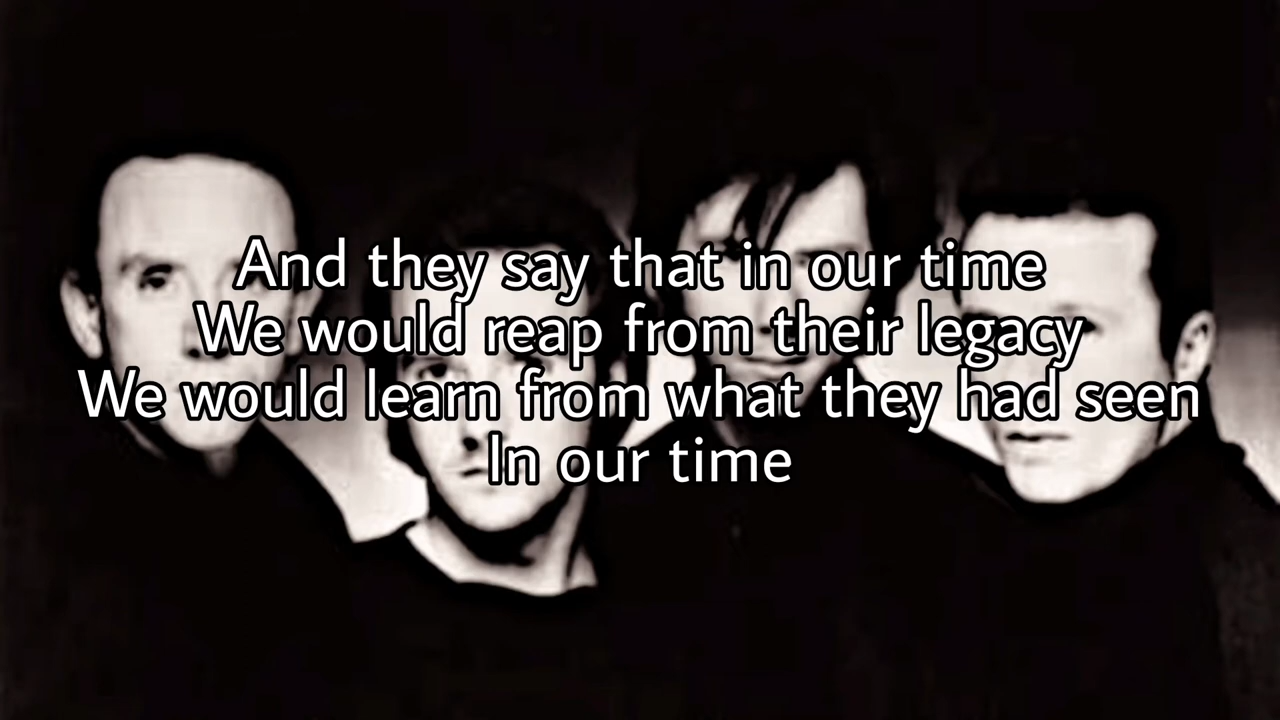 And they say that in our time
We would reap from their legacy
We would learn from what they had seen
In our time